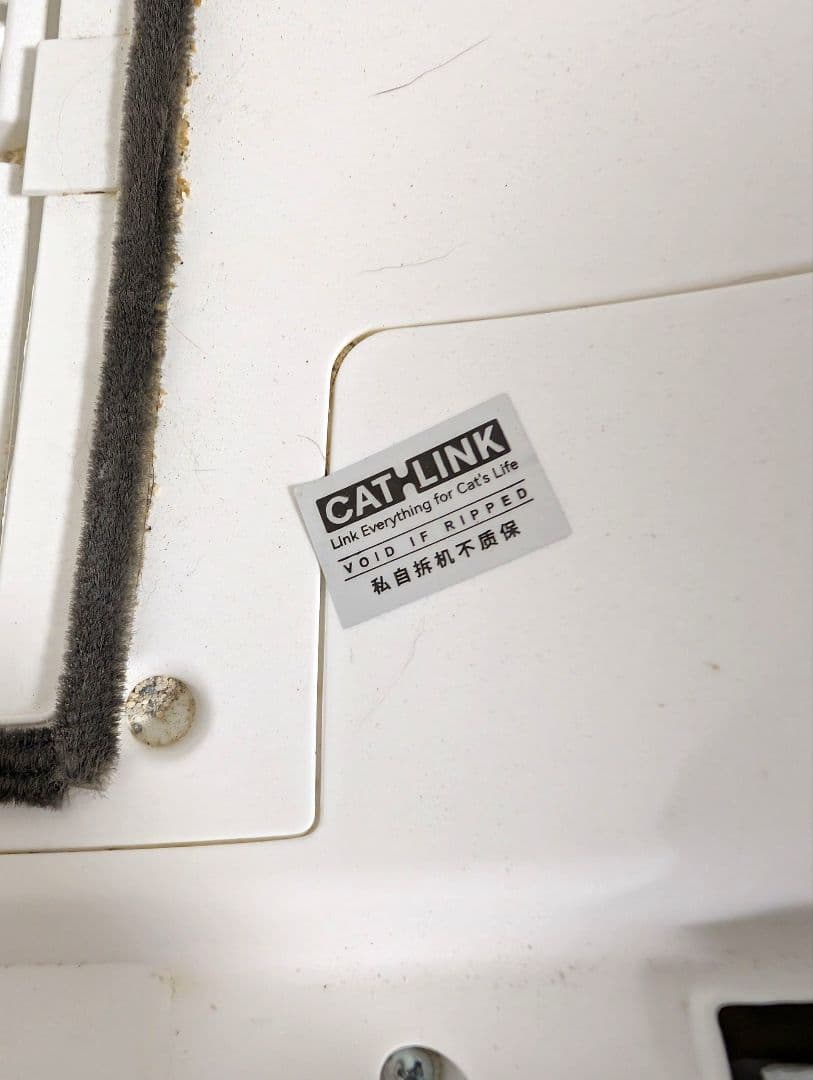 CAT LINK
Link Everything for Cat's Life
VOID IF RIPPED
私自拆机不质保